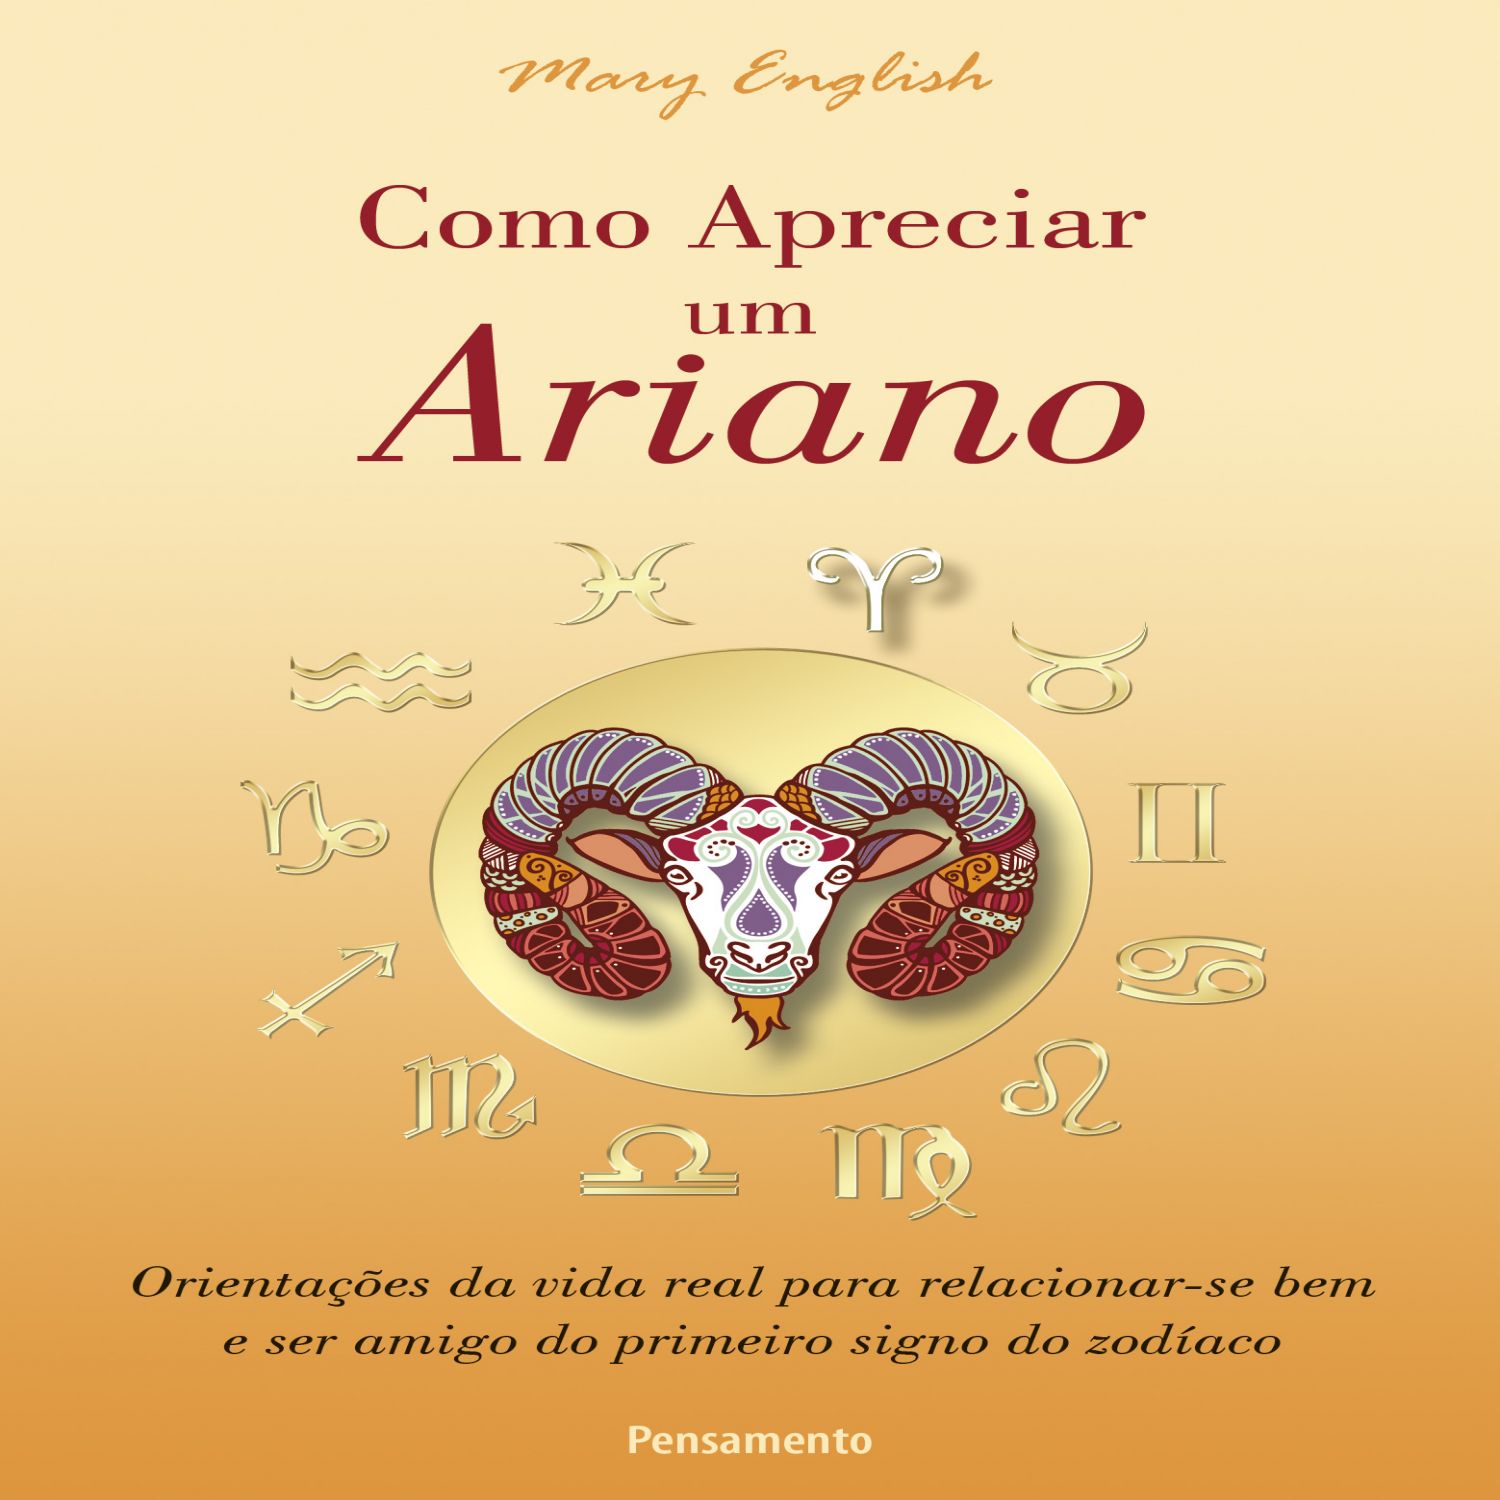 Mary English
Como Apreciar
um
Ariano
Orientações da vida real para relacionar-se bem
e ser amigo do primeiro signo do zodíaco
Pensamento